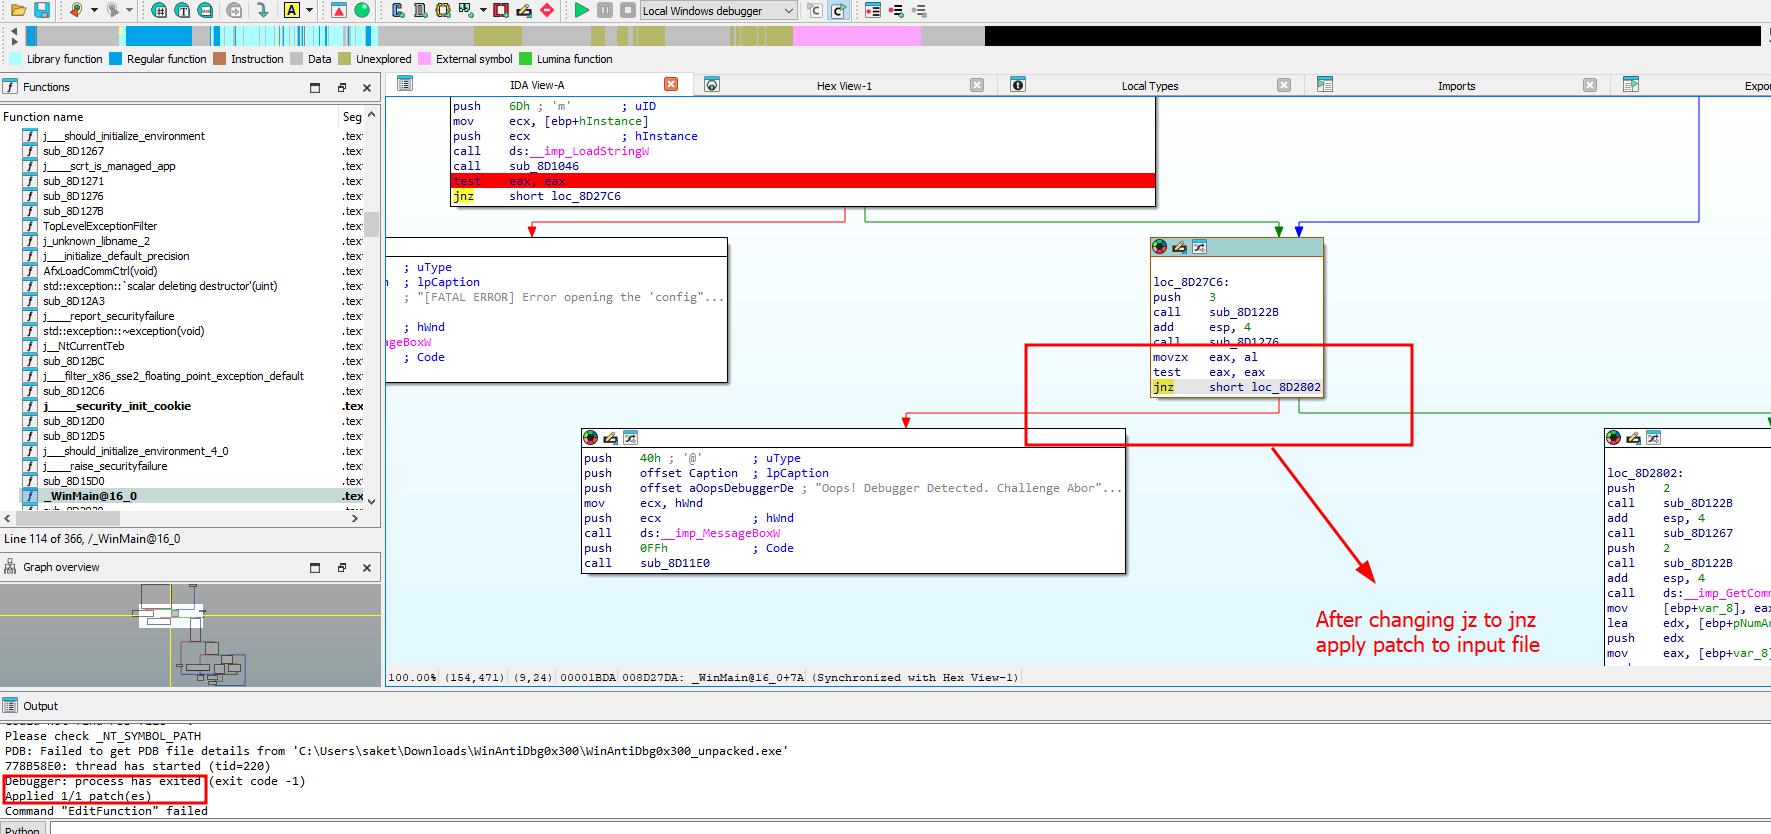 Local Windows debugger
Library function
Regular function
Instruction
Data
Unexplored
External symbol
Lumina function
Functions
IDA View-A
Hex View-1
Local Types
Imports
Function name
Seg
j___should_initialize_environment .tex
sub_8D1267 .tex
j____scrt_is_managed_app .tex
sub_8D1271 .tex
sub_8D1276 .tex
sub_8D127B .tex
TopLevelExceptionFilter .tex
j_unknown_libname_2 .tex
j___initialize_default_precision .tex
AfxLoadCommCtrl(void) .tex
std::exception::`scalar deleting destructor'(uint) .tex
sub_8D12A3 .tex
j____report_securityfailure .tex
std::exception::~exception(void) .tex
j__NtCurrentTeb .tex
sub_8D12BC .tex
j___filter_x86_sse2_floating_point_exception_default .tex
sub_8D12C6 .tex
j____security_init_cookie .tex
sub_8D12D0 .tex
sub_8D12D5 .tex
j___should_initialize_environment_4_0 .tex
j____raise_securityfailure .tex
sub_8D15D0 .tex
_WinMain@16_0 .tex
Line 114 of 366, /_WinMain@16_0
Graph overview
push 6Dh ; 'm' ; uID
mov ecx, [ebp+hInstance]
push ecx ; hInstance
call ds:__imp_LoadStringW
call sub_8D1046
test eax, eax
jnz short loc_8D27C6
; uType
; lpCaption
; "[FATAL ERROR] Error opening the 'config"...
; hWnd
ageBoxW
; Code
loc_8D27C6:
push 3
call sub_8D122B
add esp, 4
call sub_8D1276
movzx eax, al
test eax, eax
jnz short loc_8D2802
push 40h ; '@' ; uType
push offset Caption ; lpCaption
push offset aOopsDebuggerDe ; "Oops! Debugger Detected. Challenge Abor"...
mov ecx, hWnd
push ecx ; hWnd
call ds:__imp_MessageBoxW
push 0FFh ; Code
call sub_8D11E0
loc_8D2802:
push 2
call sub_8D122B
add esp, 4
call sub_8D1267
push 2
call sub_8D122B
add esp, 4
call ds:__imp_GetComm
mov [ebp+var_8], eax
lea edx, [ebp+pNumAr
push edx
mov eax, [ebp+var_8]
After changing jz to jnz
apply patch to input file
100.00% (154,471) (9,24) 00001BDA 008D27DA: _WinMain@16_0+7A (Synchronized with Hex View-1)
Output
Please check _NT_SYMBOL_PATH
PDB: Failed to get PDB file details from 'C:\Users\saket\Downloads\WinAntiDbg0x300\WinAntiDbg0x300_unpacked.exe'
778B58E0: thread has started (tid=220)
Debugger: process has exited (exit code -1)
Applied 1/1 patch(es)
Command "EditFunction" failed
Python